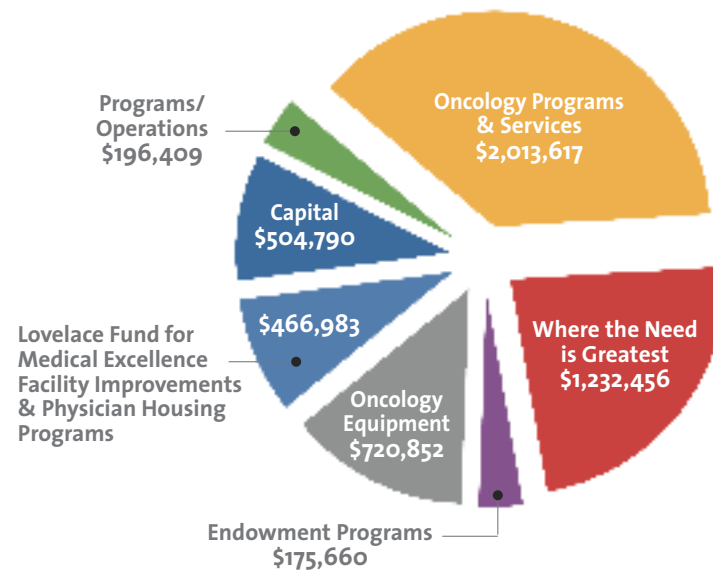 Oncology Programs
& Services
$2,013,617
Programs/
Operations
$196,409
Capital
$504,790
$466,983
Lovelace Fund for
Medical Excellence
Facility Improvements
& Physician Housing
Programs
Where the Need
is Greatest
$1,232,456
Oncology
Equipment
$720,852
Endowment Programs
$175,660